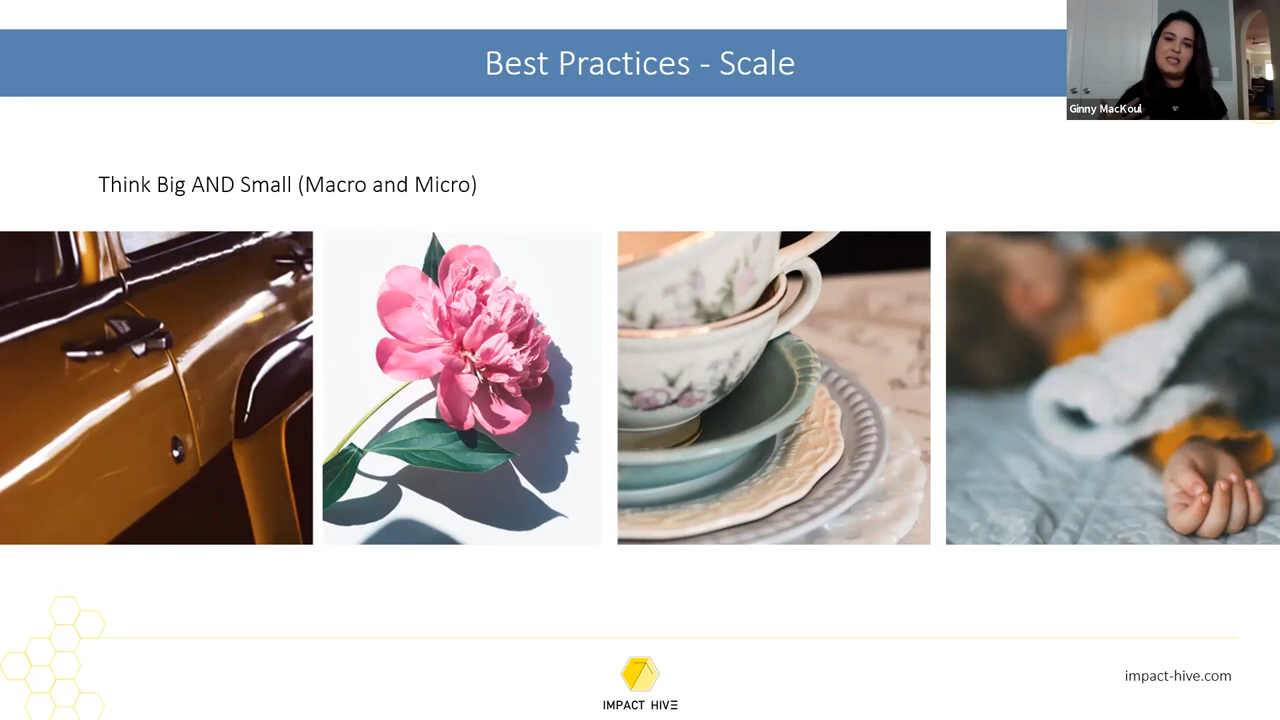 Best Practices - Scale
Ginny MacKoul
Think Big AND Small (Macro and Micro)
IMPACT HIVE
impact-hive.com